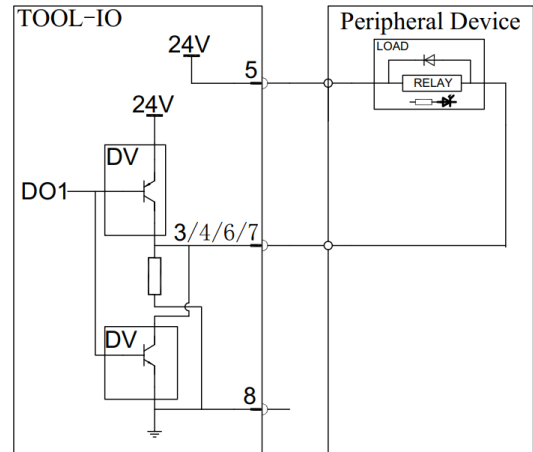 TOOL-IO
Peripheral Device
24V
LOAD
5
RELAY
24V
DV
DO1
3/4/6/7
DV
8